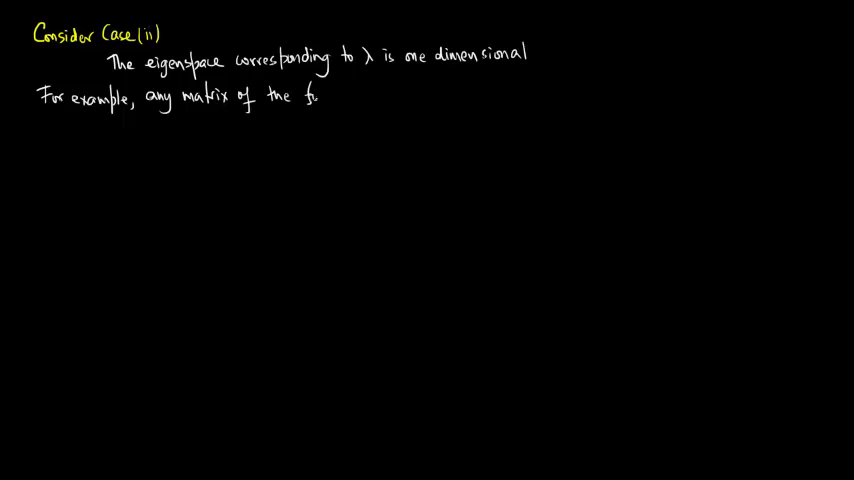 Consider Case (ii)
The eigenspace corresponding to λ is one dimensional
For example, any matrix of the